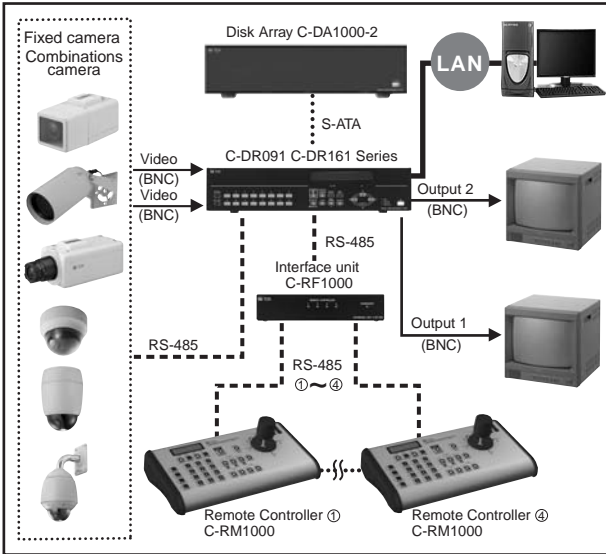 Fixed camera
Combinations
camera
Disk Array C-DA1000-2
LAN
S-ATA
C-DR091 C-DR161 Series
Video
(BNC)
Video
(BNC)
Output 2
(BNC)
RS-485
Interface unit
C-RF1000
Output 1
(BNC)
RS-485
RS-485
①～④
Remote Controller ①
C-RM1000
Remote Controller ④
C-RM1000